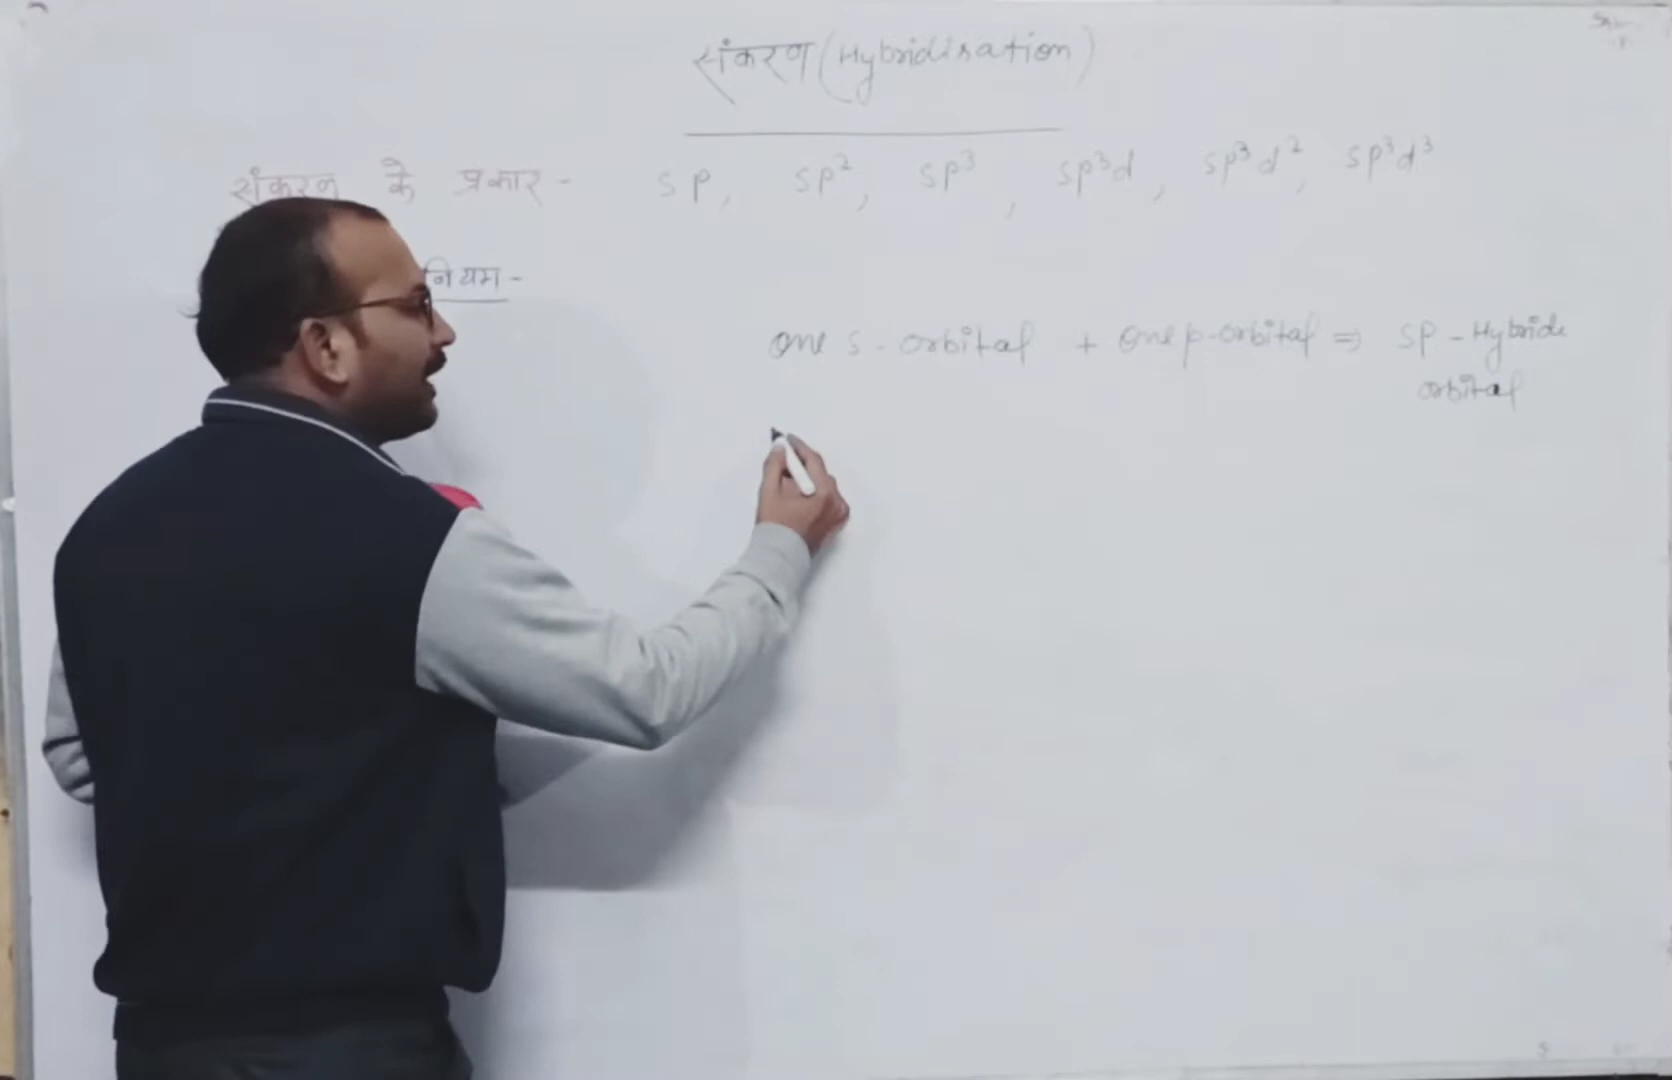 संकरण (Hybridisation)
संकरण के प्रकार - sp, sp², sp³, sp³d, sp³d², sp³d³
नियम -
one s - orbital + one p-orbital ⇒ sp - Hybride
orbital